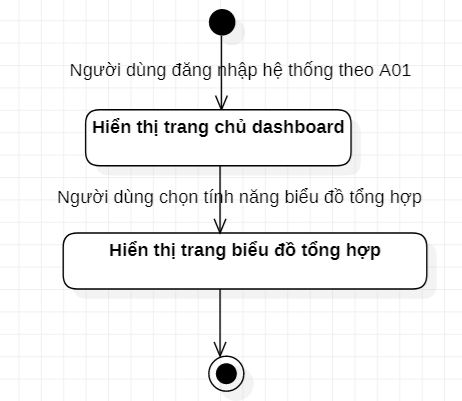 Người dùng đăng nhập hệ thống theo A01
Hiển thị trang chủ dashboard
Người dùng chọn tính năng biểu đồ tổng hợp
Hiển thị trang biểu đồ tổng hợp